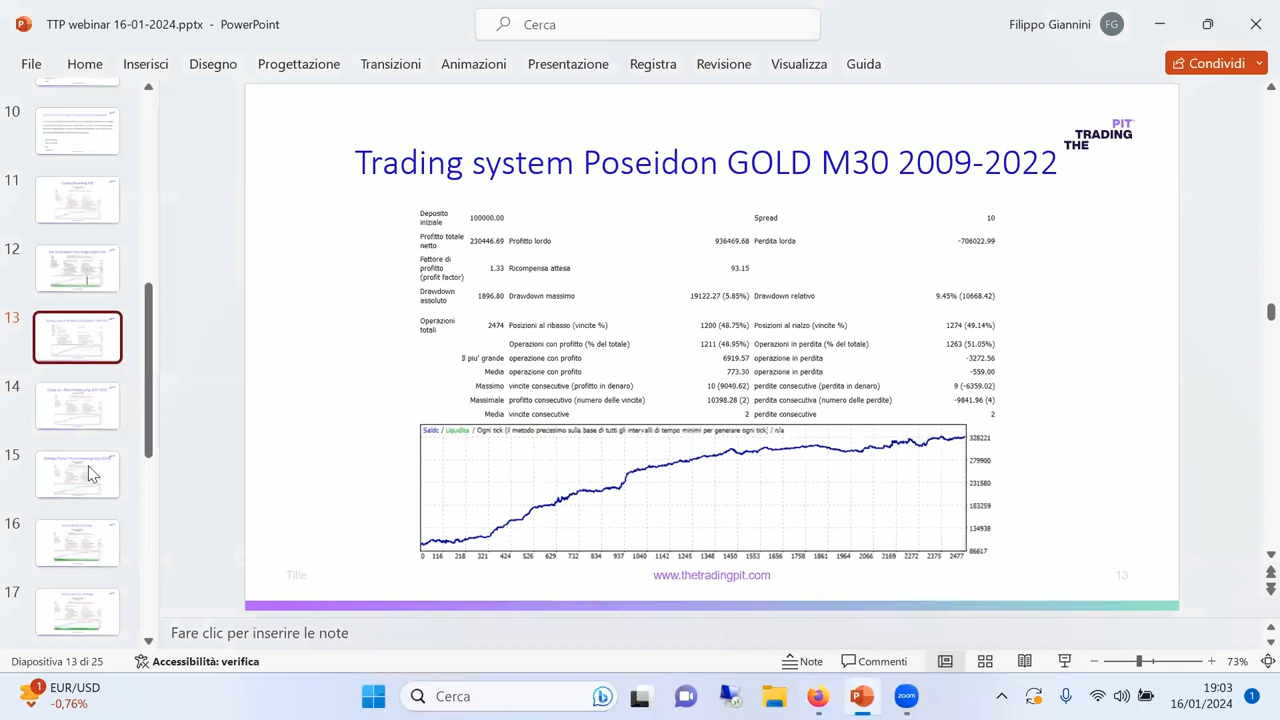 TTP webinar 16-01-2024.pptx - PowerPoint
Cerca
Filippo Giannini FG
File Home Inserisci Disegno Progettazione Transizioni Animazioni Presentazione Registra Revisione Visualizza Guida
Condividi
10
12
14
15
16
17
PIT
TRADING
THE
Trading system Poseidon GOLD M30 2009-2022
Deposito iniziale 100000.00 Spread 10
Profitto totale netto 230446.69 Profitto lordo 936469.68 Perdita lorda -706022.99
Fattore di profitto (profit factor) 1.33 Ricompensa attesa 93.15
Drawdown assoluto 1896.80 Drawdown massimo 19122.27 (5.85%) Drawdown relativo 9.45% (10668.42)
Operazioni totali 2474 Posizioni al ribasso (vincite %) 1200 (48.75%) Posizioni al rialzo (vincite %) 1274 (49.14%)
Operazioni con profitto (% del totale) 1211 (48.95%) Operazioni in perdita (% del totale) 1263 (51.05%)
Il piu' grande operazione con profitto 6919.57 operazione in perdita -3272.56
Media operazione con profitto 773.30 operazione in perdita -559.00
Massimo vincite consecutive (profitto in denaro) 10 (9040.62) perdite consecutive (perdita in denaro) 9 (-6359.02)
Massimale profitto consecutivo (numero delle vincite) 10398.28 (2) perdita consecutiva (numero delle perdite) -9841.96 (4)
Media vincite consecutive 2 perdite consecutive 2
Saldo / Liquidita / Ogni tick (il metodo precissimo sulla base di tutti gli intervalli di tempo minimi per generare ogni tick) / n/a
328221
279900
231580
183259
134938
86617
0 116 218 321 424 526 629 732 834 937 1040 1142 1245 1348 1450 1553 1656 1758 1861 1964 2066 2169 2272 2375 2477
Title www.thetradingpit.com 13
Fare clic per inserire le note
Diapositiva 13 di 25 Accessibilità: verifica Note Commenti 73%
EUR/USD
-0,76%
1
Cerca
zoom
19:03
16/01/2024
1